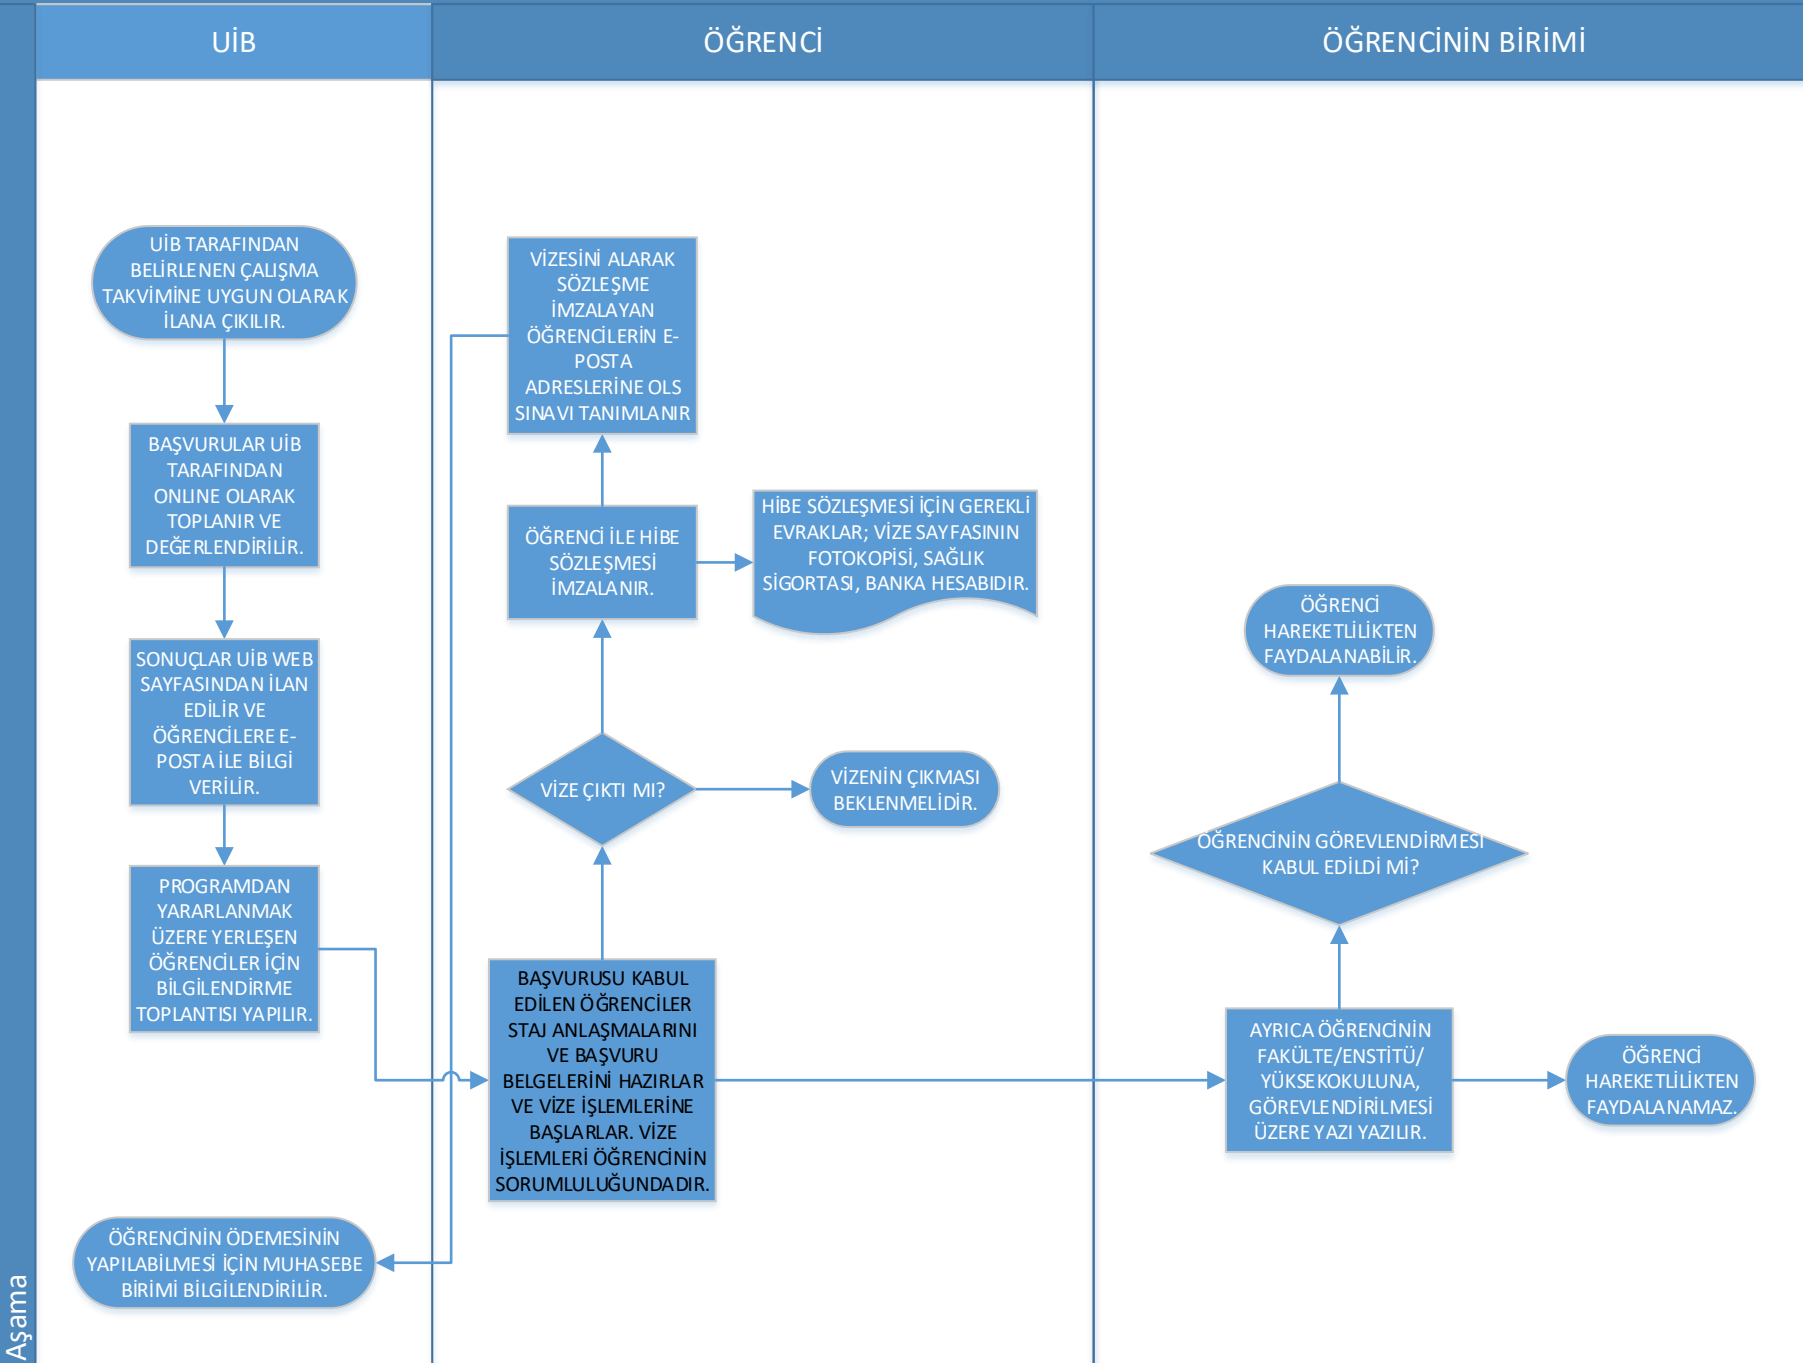 UİB
ÖĞRENCİ
ÖĞRENCİNİN BİRİMİ
Aşama
UİB TARAFINDAN
BELİRLENEN ÇALIŞMA
TAKVİMİNE UYGUN OLARAK
İLANA ÇIKILIR.
BAŞVURULAR UİB
TARAFINDAN
ONLINE OLARAK
TOPLANIR VE
DEĞERLENDİRİLİR.
SONUÇLAR UİB WEB
SAYFASINDAN İLAN
EDİLİR VE
ÖĞRENCİLERE E-
POSTA İLE BİLGİ
VERİLİR.
PROGRAMDAN
YARARLANMAK
ÜZERE YERLEŞEN
ÖĞRENCİLER İÇİN
BİLGİLENDİRME
TOPLANTISI YAPILIR.
ÖĞRENCİNİN ÖDEMESİNİN
YAPILABİLMESİ İÇİN MUHASEBE
BİRİMİ BİLGİLENDİRİLİR.
VİZESİNİ ALARAK
SÖZLEŞME
İMZALAYAN
ÖĞRENCİLERİN E-
POSTA
ADRESLERİNE OLS
SINAVI TANIMLANIR
ÖĞRENCİ İLE HİBE
SÖZLEŞMESİ
İMZALANIR.
HİBE SÖZLEŞMESİ İÇİN GEREKLİ
EVRAKLAR; VİZE SAYFASININ
FOTOKOPİSİ, SAĞLIK
SİGORTASI, BANKA HESABIDIR.
VİZE ÇIKTI MI?
VİZENİN ÇIKMASI
BEKLENMELİDİR.
BAŞVURUSU KABUL
EDİLEN ÖĞRENCİLER
STAJ ANLAŞMALARINI
VE BAŞVURU
BELGELERİNİ HAZIRLAR
VE VİZE İŞLEMLERİNE
BAŞLARLAR. VİZE
İŞLEMLERİ ÖĞRENCİNİN
SORUMLULUĞUNDADIR.
ÖĞRENCİ
HAREKETLİLİKTEN
FAYDALANABİLİR.
ÖĞRENCİNİN GÖREVLENDİRMESİ
KABUL EDİLDİ Mİ?
AYRICA ÖĞRENCİNİN
FAKÜLTE/ENSTİTÜ/
YÜKSEKOKULUNA,
GÖREVLENDİRİLMESİ
ÜZERE YAZI YAZILIR.
ÖĞRENCİ
HAREKETLİLİKTEN
FAYDALANAMAZ.